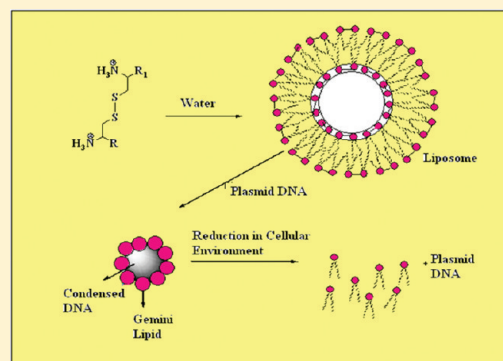 H₃N⊕
R₁
S
S
H₃N⊕
R
Water
Liposome
Plasmid DNA
Reduction in Cellular
Environment
+ Plasmid
DNA
Condensed
DNA
Gemini
Lipid